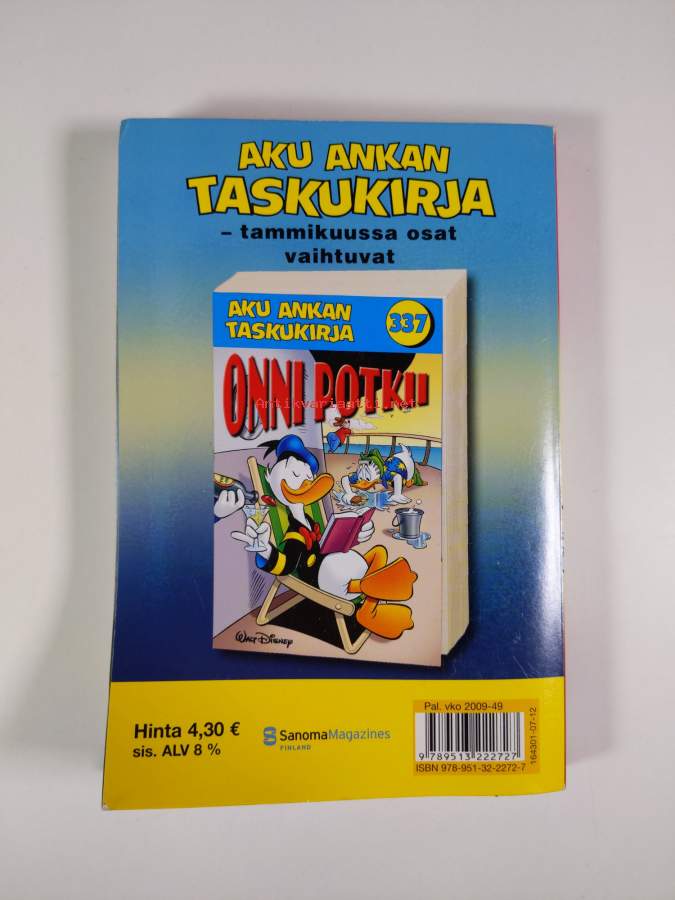 AKU ANKAN
TASKUKIRJA
– tammikuussa osat
vaihtuvat
AKU ANKAN
TASKUKIRJA
337
ONNI POTKII
Antikvariaatti.net
WALT DISNEY
Hinta 4,30 €
sis. ALV 8 %
SanomaMagazines
FINLAND
Pal. vko 2009-49
9 789513 222727
ISBN 978-951-32-2272-7
164301-07-12